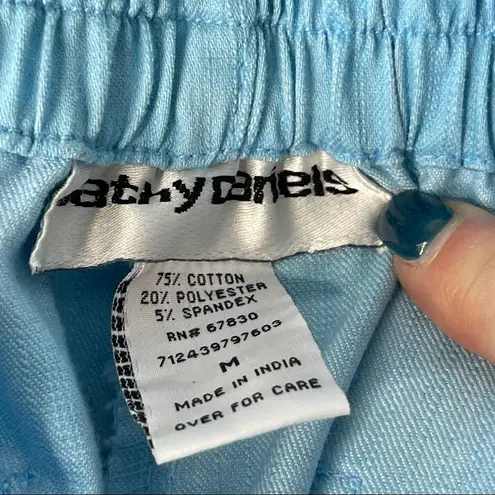 athy Daniels
75% COTTON
20% POLYESTER
5% SPANDEX
RN# 67830
712439797603
M
MADE IN INDIA
OVER FOR CARE